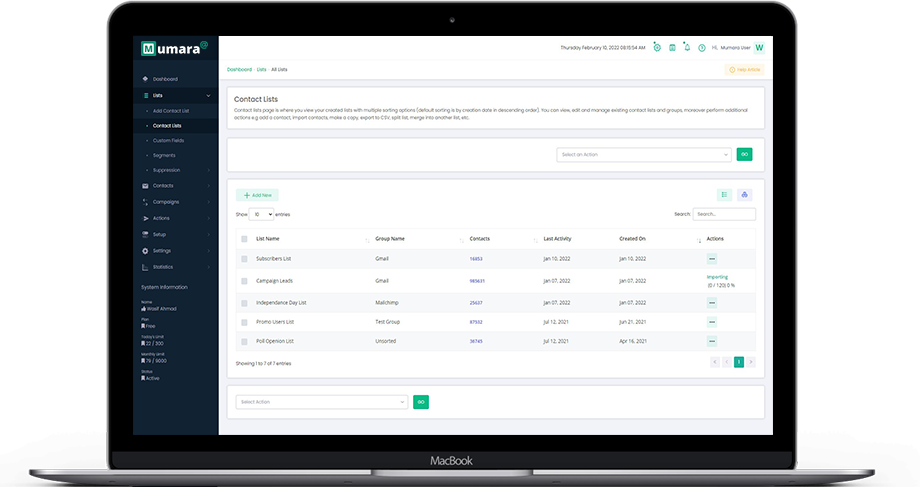 Mumara@
Thursday February 10, 2022 08:15:54 AM
Hi, Mumara User W
Dashboard
Lists
Add Contact List
Contact Lists
Custom Fields
Segments
Suppression
Contacts
Campaigns
Actions
Setup
Settings
Statistics
System Information
Name
Wasif Ahmad
Plan
Free
Today's Limit
22 / 300
Monthly Limit
79 / 9000
Status
Active
Dashboard Lists All Lists
Help Article
Contact Lists
Contact lists page is where you view your created lists with multiple sorting options (default sorting is by creation date in descending order). You can view, edit and manage existing contact lists and groups, moreover perform additional
actions e.g add a contact, import contacts, make a copy, export to CSV, split list, merge into another list, etc.
Select an Action GO
+ Add New
Show 10 entries
Search: Search...
List Name Group Name Contacts Last Activity Created On Actions
Subscribers List Gmail 16853 Jan 10, 2022 Jan 10, 2022
Campaign Leads Gmail 985631 Jan 07, 2022 Jan 07, 2022 Importing
(0 / 120) 0 %
Independance Day List Mailchimp 25637 Jan 07, 2022 Jan 07, 2022
Promo Users List Test Group 87532 Jul 12, 2021 Jun 21, 2021
Poll Openion List Unsorted 36745 Jul 12, 2021 Apr 16, 2021
Showing 1 to 7 of 7 entries
< 1 >
Select Action GO
MacBook